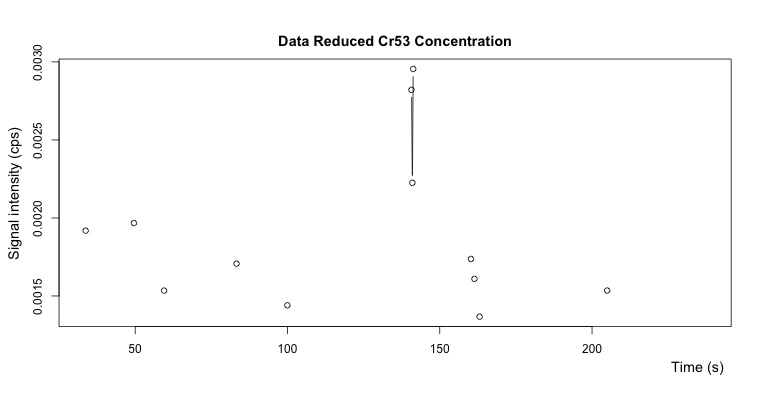 Data Reduced Cr53 Concentration
Signal intensity (cps)
0.0030
0.0025
0.0020
0.0015
50 100 150 200
Time (s)